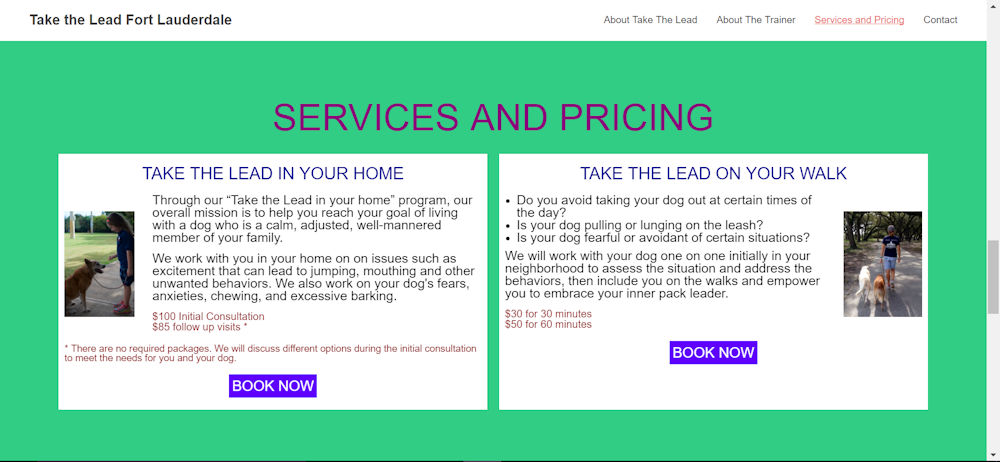 Take the Lead Fort Lauderdale
About Take The Lead
About The Trainer
Services and Pricing
Contact
SERVICES AND PRICING
TAKE THE LEAD IN YOUR HOME
Through our “Take the Lead in your home” program, our
overall mission is to help you reach your goal of living
with a dog who is a calm, adjusted, well-mannered
member of your family.
We work with you in your home on on issues such as
excitement that can lead to jumping, mouthing and other
unwanted behaviors. We also work on your dog's fears,
anxieties, chewing, and excessive barking.
$100 Initial Consultation
$85 follow up visits *
* There are no required packages. We will discuss different options during the initial consultation
to meet the needs for you and your dog.
BOOK NOW
TAKE THE LEAD ON YOUR WALK
• Do you avoid taking your dog out at certain times of
the day?
• Is your dog pulling or lunging on the leash?
• Is your dog fearful or avoidant of certain situations?
We will work with your dog one on one initially in your
neighborhood to assess the situation and address the
behaviors, then include you on the walks and empower
you to embrace your inner pack leader.
$30 for 30 minutes
$50 for 60 minutes
BOOK NOW